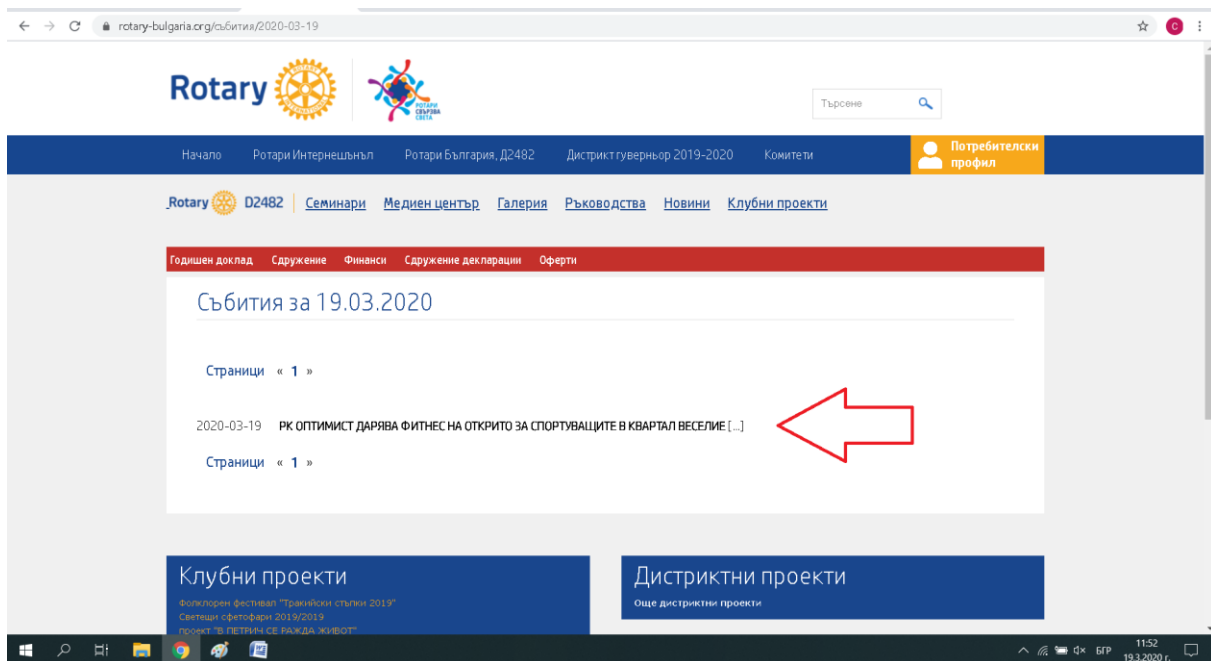 rotary-bulgaria.org/събития/2020-03-19
C
Rotary
РОТАРИ
СВЪРЗВА
СВЕТА
Търсене
Начало Ротари Интернешънъл Ротари България, Д2482 Дистрикт гуверньор 2019-2020 Комитети
Потребителски
профил
Rotary D2482 Семинари Медиен център Галерия Ръководства Новини Клубни проекти
Годишен доклад Сдружение Финанси Сдружение декларации Оферти
Събития за 19.03.2020
Страници « 1 »
2020-03-19 РК ОПТИМИСТ ДАРЯВА ФИТНЕС НА ОТКРИТО ЗА СПОРТУВАЩИТЕ В КВАРТАЛ ВЕСЕЛИЕ [...]
Страници « 1 »
Клубни проекти
Фолклорен фестивал "Тракийски стъпки 2019"
Светещи сфетофари 2019/2019
проект "В ПЕТРИЧ СЕ РАЖДА ЖИВОТ"
Дистриктни проекти
Още дистриктни проекти
БГР
11:52
19.3.2020 г.